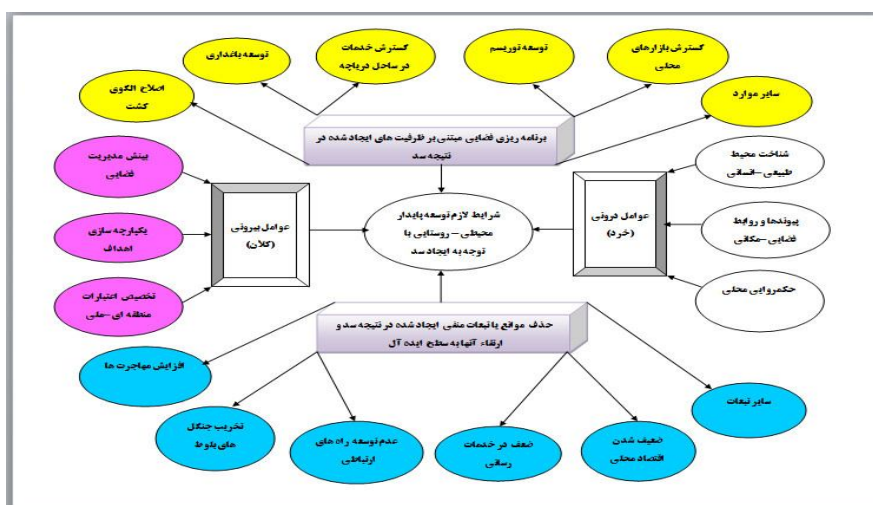 گسترش بازارهای
محلی
توسعه توریسم
گسترش خدمات
در ساحل دریاچه
توسعه باغداری
اصلاح الگوی
کشت
سایر موارد
برنامه ریزی فضایی مبتنی بر ظرفیت های ایجاد شده در
نتیجه سد
شناخت محیط
طبیعی-انسانی
پیوندها و روابط
فضایی-مکانی
حکمروایی محلی
عوامل درونی
(خرد)
شرایط لازم توسعه پایدار
محیطی- روستایی با
توجه به ایجاد سد
عوامل بیرونی
(کلان)
بینش مدیریت
فضایی
یکپارچه سازی
اهداف
تخصیص اعتبارات
منطقه ای-ملی
حذف موانع یا تبعات منفی ایجاد شده در نتیجه سد و
ارتقاء آنها به سطح ایده آل
سایر تبعات
ضعیف شدن
اقتصاد محلی
ضعف در خدمات
رسانی
عدم توسعه راه های
ارتباطی
تخریب جنگل
های بلوط
افزایش مهاجرت ها